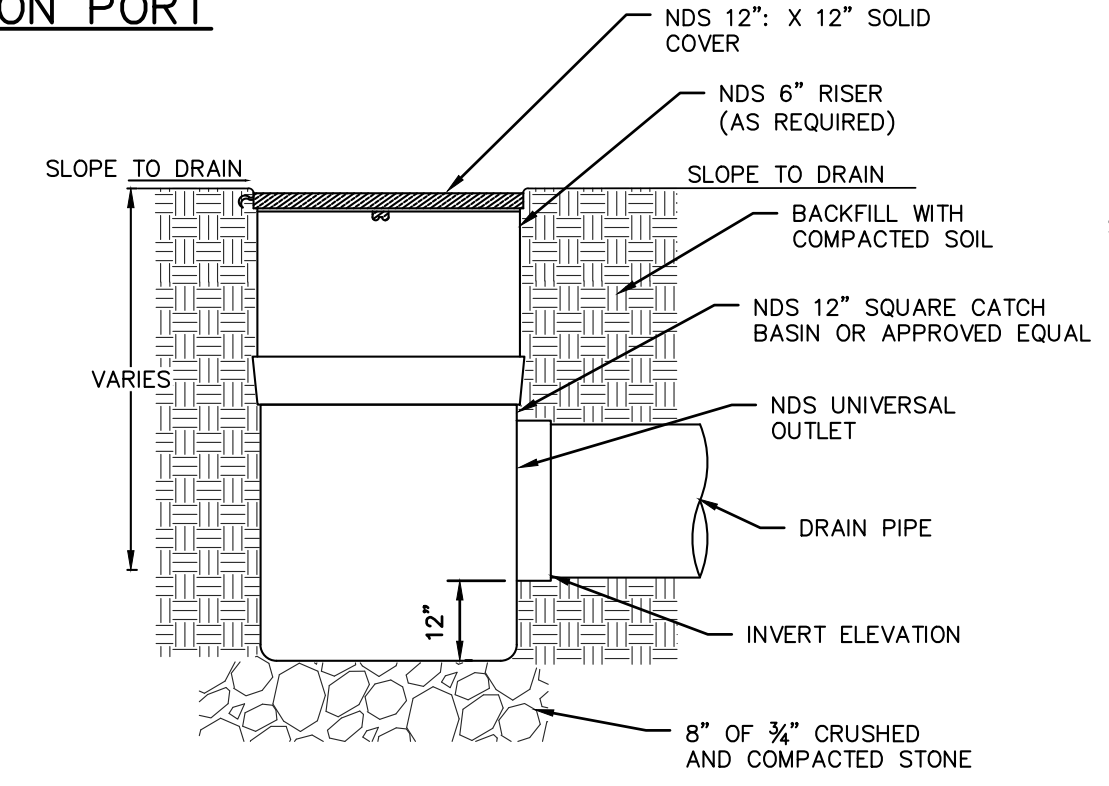 ON PORT
NDS 12": X 12" SOLID
COVER
NDS 6" RISER
(AS REQUIRED)
SLOPE TO DRAIN
SLOPE TO DRAIN
BACKFILL WITH
COMPACTED SOIL
NDS 12" SQUARE CATCH
BASIN OR APPROVED EQUAL
VARIES
NDS UNIVERSAL
OUTLET
DRAIN PIPE
12"
INVERT ELEVATION
8" OF ¾" CRUSHED
AND COMPACTED STONE